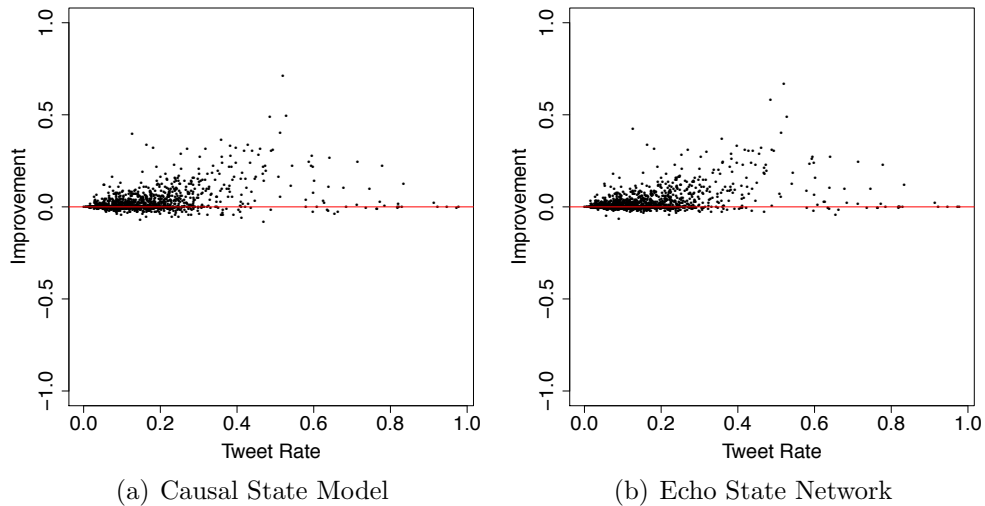 1.0
0.5
0.0
−0.5
−1.0
Improvement
0.0 0.2 0.4 0.6 0.8 1.0
Tweet Rate
(a) Causal State Model
1.0
0.5
0.0
−0.5
−1.0
Improvement
0.0 0.2 0.4 0.6 0.8 1.0
Tweet Rate
(b) Echo State Network